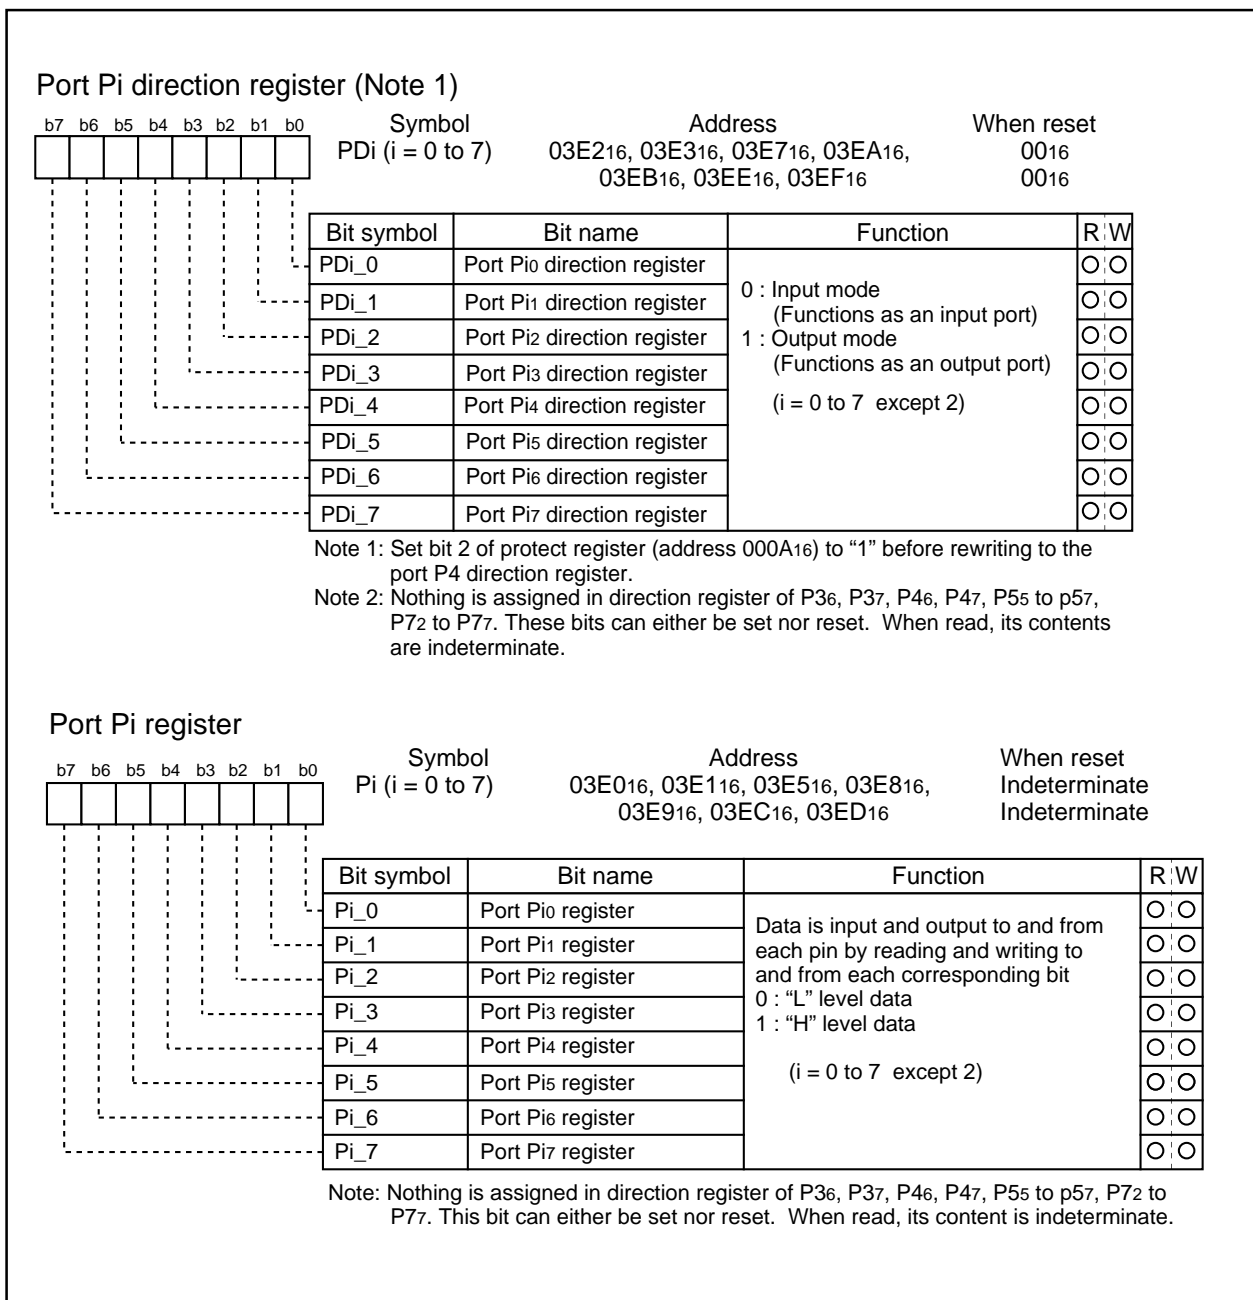 Port Pi direction register (Note 1)
b7 b6 b5 b4 b3 b2 b1 b0
Symbol Address When reset
PDi (i = 0 to 7) 03E216, 03E316, 03E716, 03EA16, 0016
03EB16, 03EE16, 03EF16 0016
Bit symbol Bit name Function R W
PDi_0 Port Pi0 direction register
PDi_1 Port Pi1 direction register
PDi_2 Port Pi2 direction register
PDi_3 Port Pi3 direction register
PDi_4 Port Pi4 direction register
PDi_5 Port Pi5 direction register
PDi_6 Port Pi6 direction register
PDi_7 Port Pi7 direction register
0 : Input mode
(Functions as an input port)
1 : Output mode
(Functions as an output port)
(i = 0 to 7 except 2)
Note 1: Set bit 2 of protect register (address 000A16) to “1” before rewriting to the
port P4 direction register.
Note 2: Nothing is assigned in direction register of P36, P37, P46, P47, P55 to p57,
P72 to P77. These bits can either be set nor reset. When read, its contents
are indeterminate.
Port Pi register
b7 b6 b5 b4 b3 b2 b1 b0
Symbol Address When reset
Pi (i = 0 to 7) 03E016, 03E116, 03E516, 03E816, Indeterminate
03E916, 03EC16, 03ED16 Indeterminate
Bit symbol Bit name Function R W
Pi_0 Port Pi0 register
Pi_1 Port Pi1 register
Pi_2 Port Pi2 register
Pi_3 Port Pi3 register
Pi_4 Port Pi4 register
Pi_5 Port Pi5 register
Pi_6 Port Pi6 register
Pi_7 Port Pi7 register
Data is input and output to and from
each pin by reading and writing to
and from each corresponding bit
0 : “L” level data
1 : “H” level data
(i = 0 to 7 except 2)
Note: Nothing is assigned in direction register of P36, P37, P46, P47, P55 to p57, P72 to
P77. This bit can either be set nor reset. When read, its content is indeterminate.